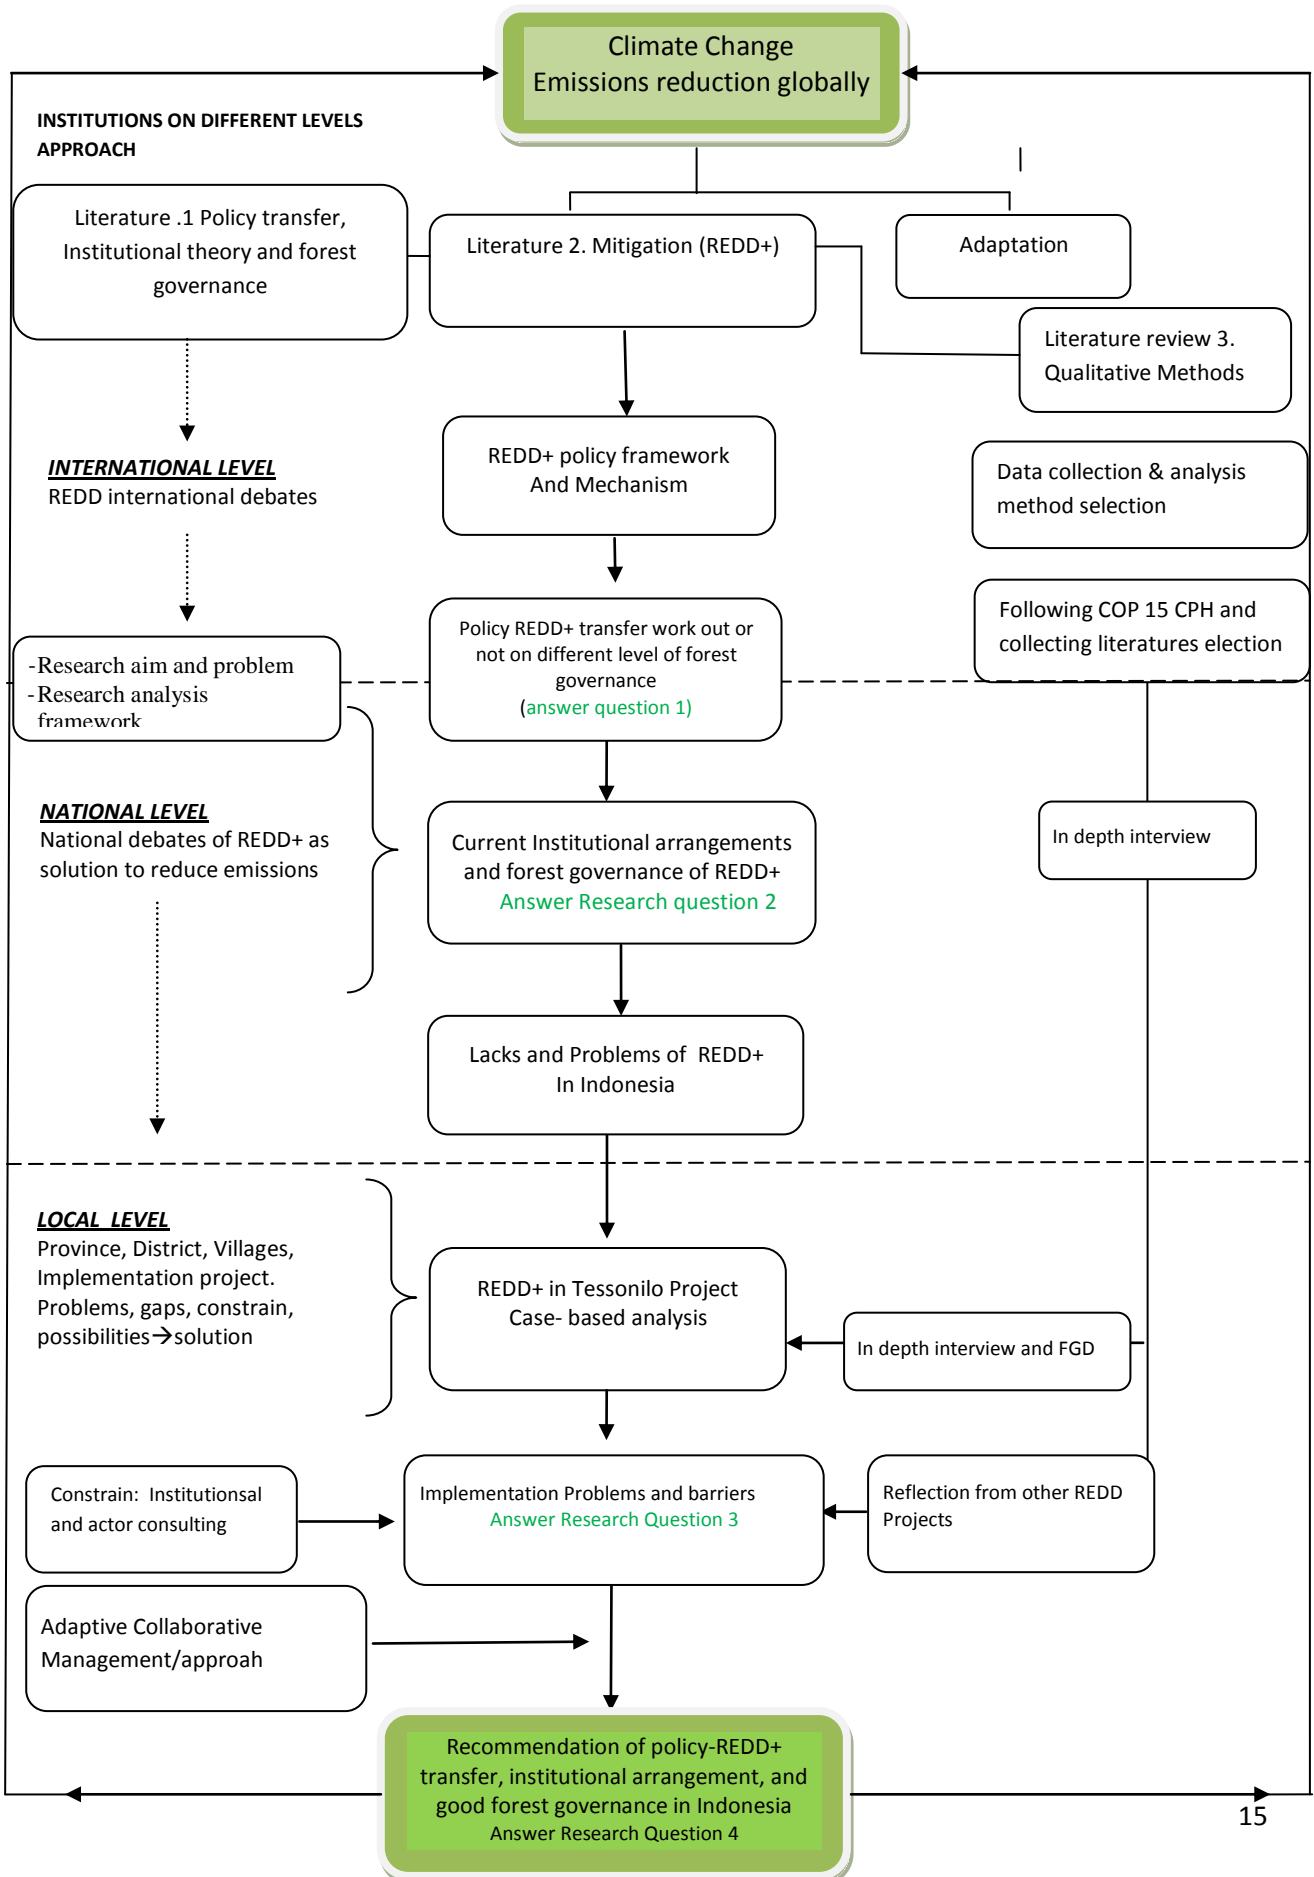 Climate Change
Emissions reduction globally
INSTITUTIONS ON DIFFERENT LEVELS
APPROACH
Literature .1 Policy transfer,
Institutional theory and forest
governance
Literature 2. Mitigation (REDD+)
Adaptation
Literature review 3.
Qualitative Methods
INTERNATIONAL LEVEL
REDD international debates
REDD+ policy framework
And Mechanism
Data collection & analysis
method selection
Following COP 15 CPH and
collecting literatures election
-Research aim and problem
-Research analysis
framework
Policy REDD+ transfer work out or
not on different level of forest
governance
(answer question 1)
NATIONAL LEVEL
National debates of REDD+ as
solution to reduce emissions
Current Institutional arrangements
and forest governance of REDD+
Answer Research question 2
In depth interview
Lacks and Problems of REDD+
In Indonesia
LOCAL LEVEL
Province, District, Villages,
Implementation project.
Problems, gaps, constrain,
possibilities→solution
REDD+ in Tessonilo Project
Case- based analysis
In depth interview and FGD
Constrain: Institutionsal
and actor consulting
Implementation Problems and barriers
Answer Research Question 3
Reflection from other REDD
Projects
Adaptive Collaborative
Management/approah
Recommendation of policy-REDD+
transfer, institutional arrangement, and
good forest governance in Indonesia
Answer Research Question 4
15